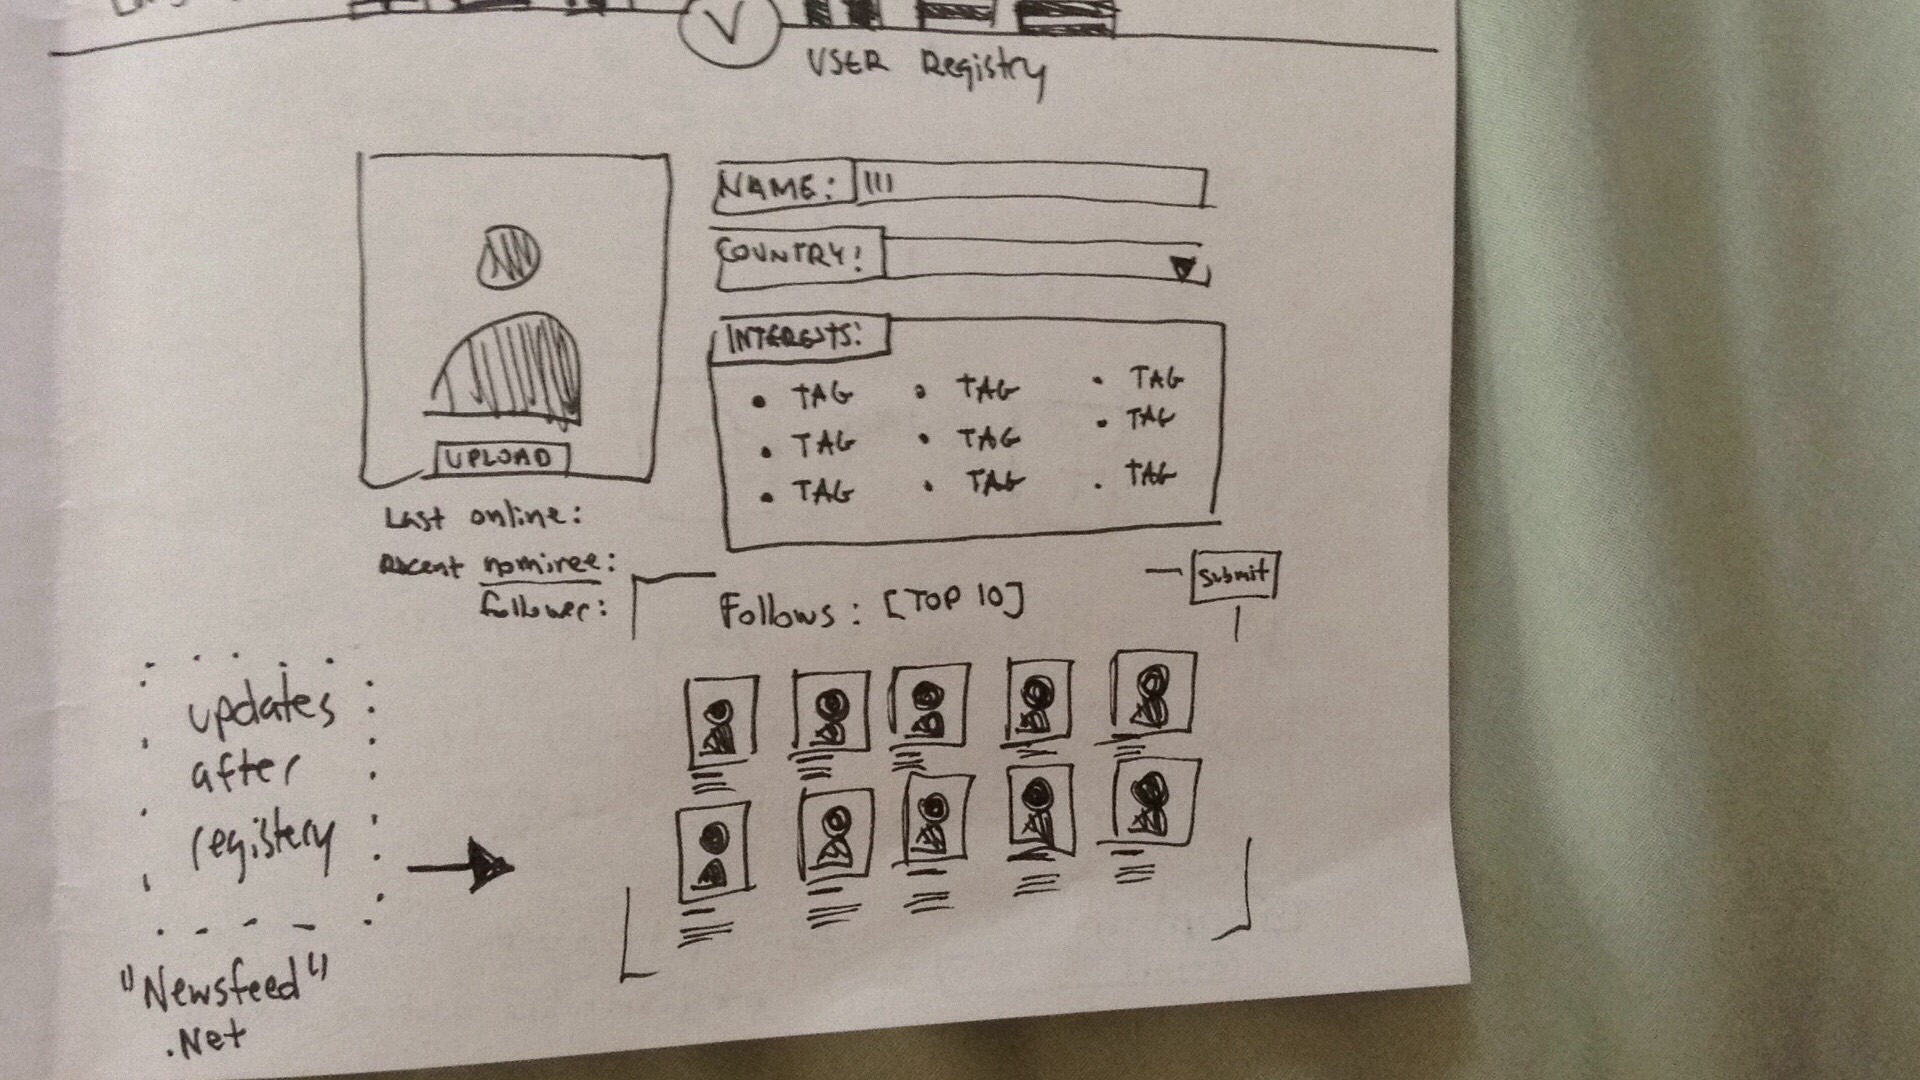 V
USER Registry
NAME:
COUNTRY:
INTERESTS:
• TAG • TAG • TAG
• TAG • TAG • TAG
• TAG • TAG • TAG
UPLOAD
Last online:
Recent nominee:
follower:
Submit
Follows: [TOP 10]
updates
after
registery
"Newsfeed"
.Net